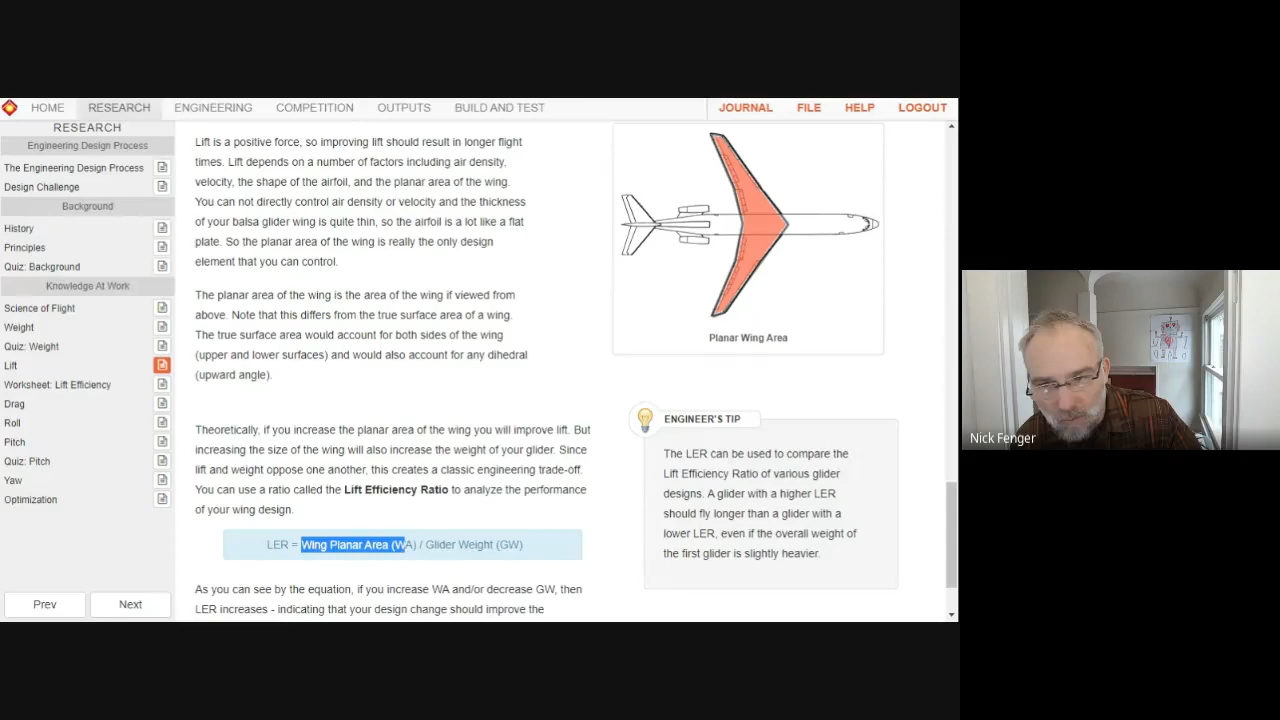 HOME RESEARCH ENGINEERING COMPETITION OUTPUTS BUILD AND TEST JOURNAL FILE HELP LOGOUT
RESEARCH
Engineering Design Process
The Engineering Design Process
Design Challenge
Background
History
Principles
Quiz: Background
Knowledge At Work
Science of Flight
Weight
Quiz: Weight
Lift
Worksheet: Lift Efficiency
Drag
Roll
Pitch
Quiz: Pitch
Yaw
Optimization
Prev Next
Lift is a positive force, so improving lift should result in longer flight
times. Lift depends on a number of factors including air density,
velocity, the shape of the airfoil, and the planar area of the wing.
You can not directly control air density or velocity and the thickness
of your balsa glider wing is quite thin, so the airfoil is a lot like a flat
plate. So the planar area of the wing is really the only design
element that you can control.
The planar area of the wing is the area of the wing if viewed from
above. Note that this differs from the true surface area of a wing.
The true surface area would account for both sides of the wing
(upper and lower surfaces) and would also account for any dihedral
(upward angle).
Planar Wing Area
Theoretically, if you increase the planar area of the wing you will improve lift. But
increasing the size of the wing will also increase the weight of your glider. Since
lift and weight oppose one another, this creates a classic engineering trade-off.
You can use a ratio called the Lift Efficiency Ratio to analyze the performance
of your wing design.
LER = Wing Planar Area (WA) / Glider Weight (GW)
As you can see by the equation, if you increase WA and/or decrease GW, then
LER increases - indicating that your design change should improve the
ENGINEER'S TIP
The LER can be used to compare the
Lift Efficiency Ratio of various glider
designs. A glider with a higher LER
should fly longer than a glider with a
lower LER, even if the overall weight of
the first glider is slightly heavier.
Nick Fenger